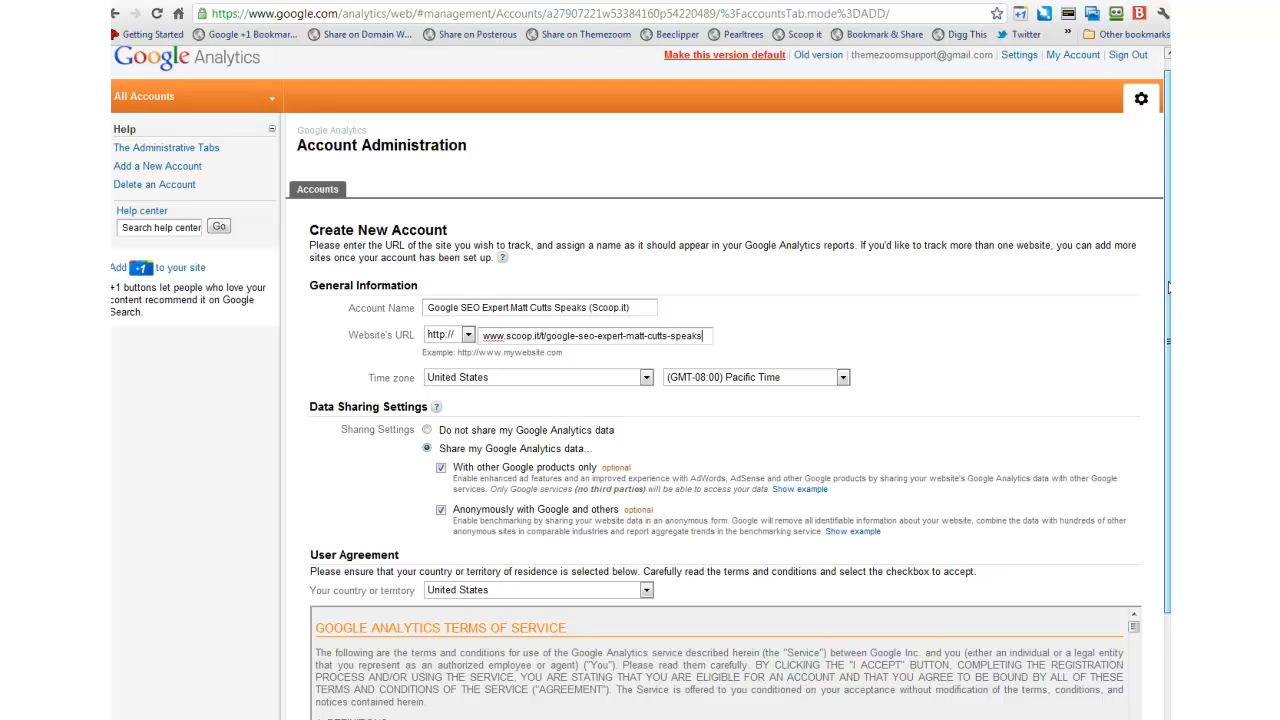 https://www.google.com/analytics/web/#management/Accounts/a27907221w53384160p54220489/%3FaccountsTab.mode%3DADD/
Getting Started Google +1 Bookmar... Share on Domain W... Share on Posterous Share on Themezoom Beeclipper Pearltrees Scoop it Bookmark & Share Digg This Twitter » Other bookmarks
Google Analytics
Make this version default Old version themezoomsupport@gmail.com Settings My Account Sign Out
All Accounts
Help
The Administrative Tabs
Add a New Account
Delete an Account
Help center
Search help center Go
Add +1 to your site
+1 buttons let people who love your
content recommend it on Google
Search.
Google Analytics
Account Administration
Accounts
Create New Account
Please enter the URL of the site you wish to track, and assign a name as it should appear in your Google Analytics reports. If you'd like to track more than one website, you can add more
sites once your account has been set up. ?
General Information
Account Name Google SEO Expert Matt Cutts Speaks (Scoop.it)
Website's URL http:// www.scoop.it/t/google-seo-expert-matt-cutts-speaks
Example: http://www.mywebsite.com
Time zone United States (GMT-08:00) Pacific Time
Data Sharing Settings ?
Sharing Settings Do not share my Google Analytics data
Share my Google Analytics data...
With other Google products only optional
Enable enhanced ad features and an improved experience with AdWords, AdSense and other Google products by sharing your website's Google Analytics data with other Google
services. Only Google services (no third parties) will be able to access your data. Show example
Anonymously with Google and others optional
Enable benchmarking by sharing your website data in an anonymous form. Google will remove all identifiable information about your website, combine the data with hundreds of other
anonymous sites in comparable industries and report aggregate trends in the benchmarking service. Show example
User Agreement
Please ensure that your country or territory of residence is selected below. Carefully read the terms and conditions and select the checkbox to accept.
Your country or territory United States
GOOGLE ANALYTICS TERMS OF SERVICE
The following are the terms and conditions for use of the Google Analytics service described herein (the "Service") between Google Inc. and you (either an individual or a legal entity
that you represent as an authorized employee or agent) ("You"). Please read them carefully. BY CLICKING THE "I ACCEPT" BUTTON, COMPLETING THE REGISTRATION
PROCESS AND/OR USING THE SERVICE, YOU ARE STATING THAT YOU ARE ELIGIBLE FOR AN ACCOUNT AND THAT YOU AGREE TO BE BOUND BY ALL OF THESE
TERMS AND CONDITIONS OF THE SERVICE ("AGREEMENT"). The Service is offered to you conditioned on your acceptance without modification of the terms, conditions, and
notices contained herein.